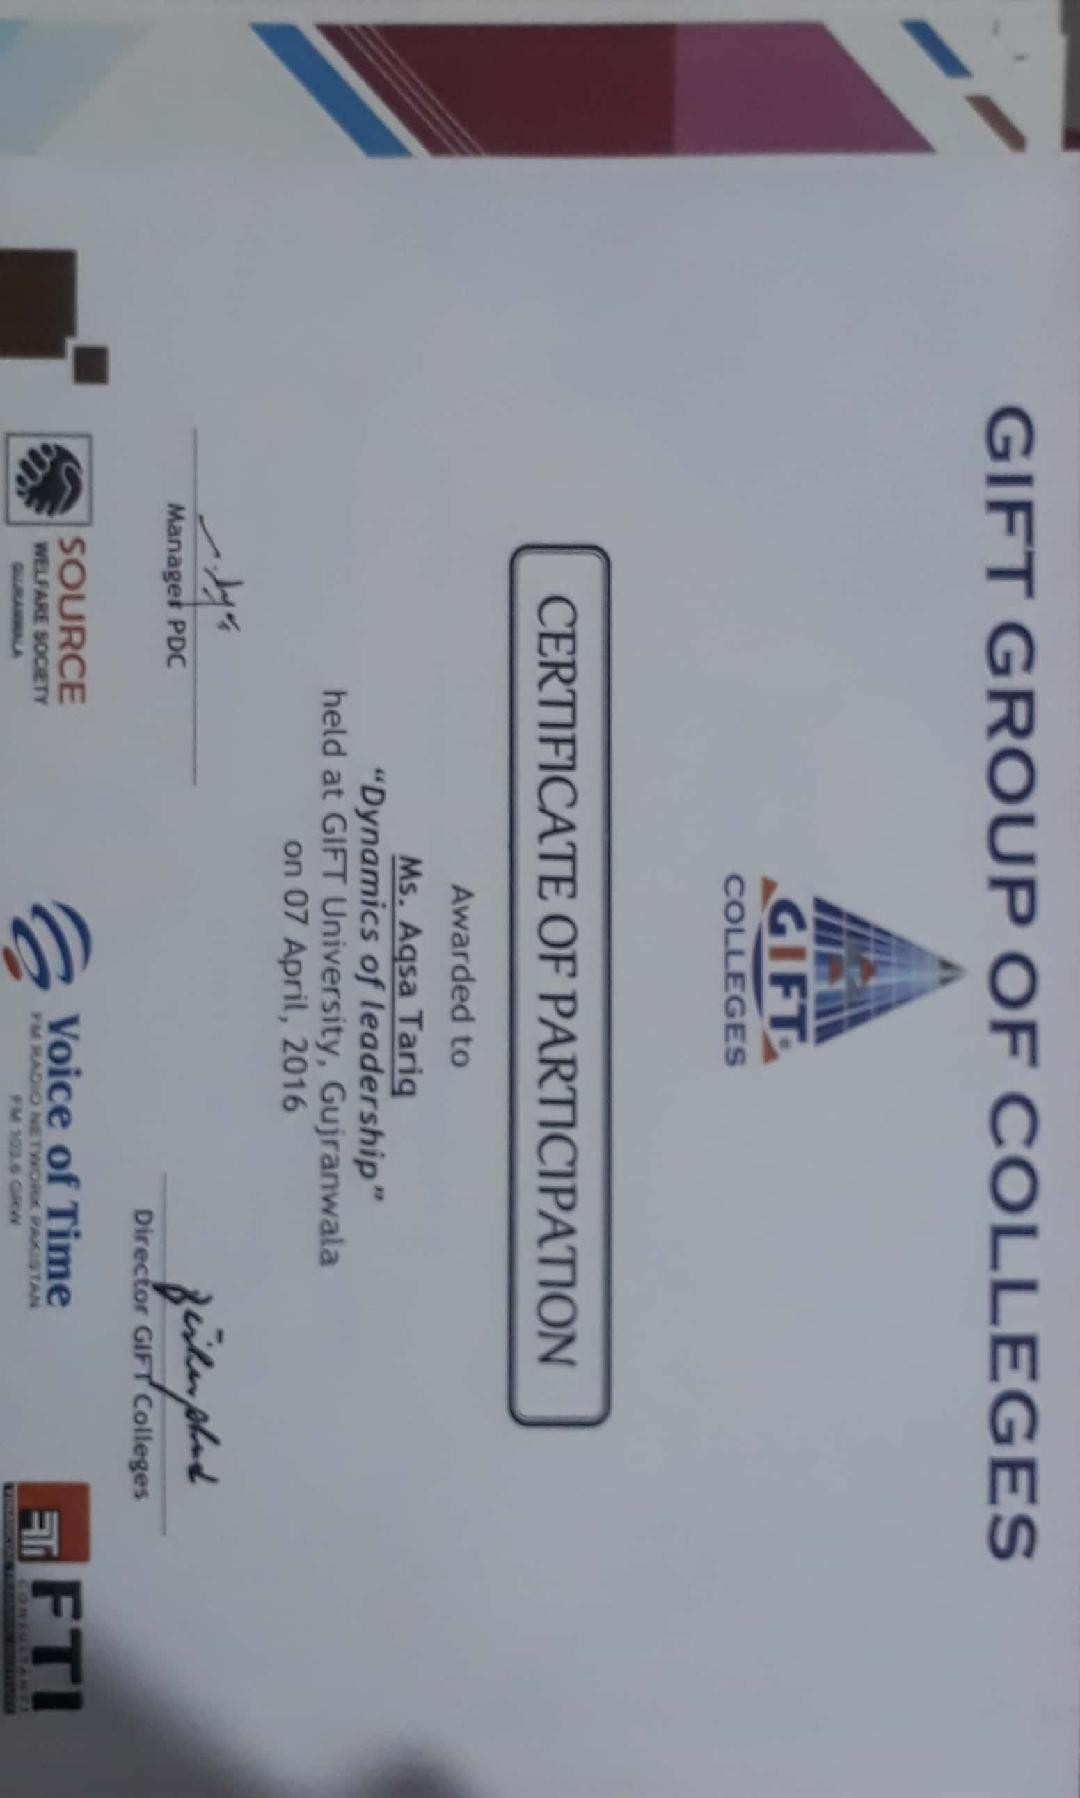 GIFT GROUP OF COLLEGES
GIFT®
COLLEGES
CERTIFICATE OF PARTICIPATION
Awarded to
Ms. Aqsa Tariq
“Dynamics of leadership”
held at GIFT University, Gujranwala
on 07 April, 2016
Manager PDC
Director GIFT Colleges
SOURCE
WELFARE SOCIETY
GUJRANWALA
Voice of Time
FM RADIO NETWORK PAKISTAN
FM 103.6 GRW
FTI
CONSULTANTS